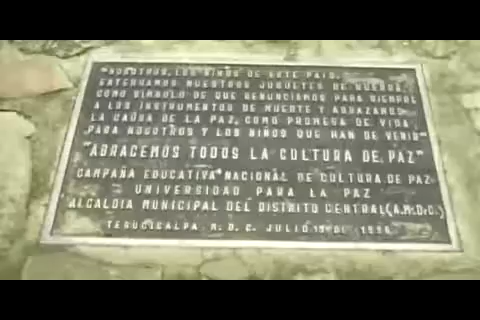 "NOSOTROS, LOS NIÑOS DE ESTE PAIS,
ENTERRAMOS NUESTROS JUGUETES DE GUERRA
COMO SIMBOLO DE QUE RENUNCIAMOS PARA SIEMPRE
A LOS INSTRUMENTOS DE MUERTE Y ABRAZAMOS
LA CAUSA DE LA PAZ, COMO PROMESA DE VIDA
PARA NOSOTROS Y LOS NIÑOS QUE HAN DE VENIR"
"ABRACEMOS TODOS LA CULTURA DE PAZ"
CAMPAÑA EDUCATIVA NACIONAL DE CULTURA DE PAZ
UNIVERSIDAD PARA LA PAZ
ALCALDIA MUNICIPAL DEL DISTRITO CENTRAL (A.M.D.C.)
TEGUCIGALPA, M.D.C. JULIO